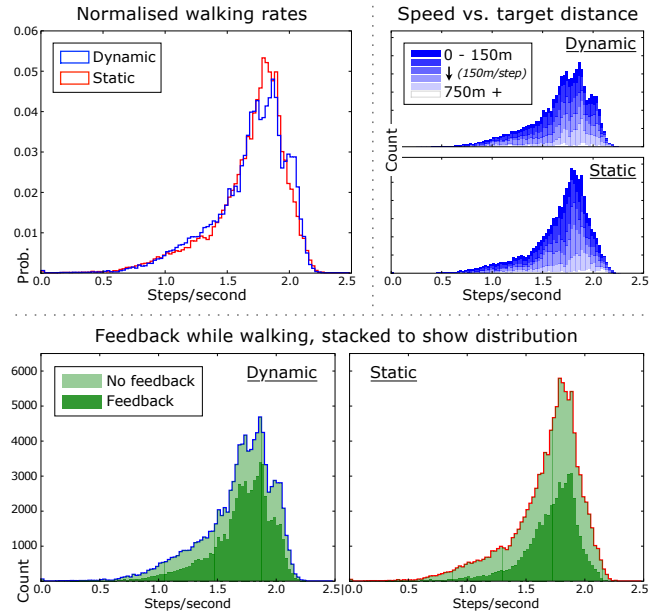 Normalised walking rates
0.06
0.05
0.04
0.03
0.02
0.01
Prob.
Dynamic
Static
0.0 0.5 1.0 1.5 2.0 2.5
Steps/second
Speed vs. target distance
Dynamic
0 - 150m
(150m/step)
750m +
Count
Static
0.0 0.5 1.0 1.5 2.0 2.5
Steps/second
Feedback while walking, stacked to show distribution
Dynamic
No feedback
Feedback
6000
5000
4000
3000
2000
1000
0
Count
0.0 0.5 1.0 1.5 2.0 2.5
Steps/second
Static
0.0 0.5 1.0 1.5 2.0 2.5
Steps/second